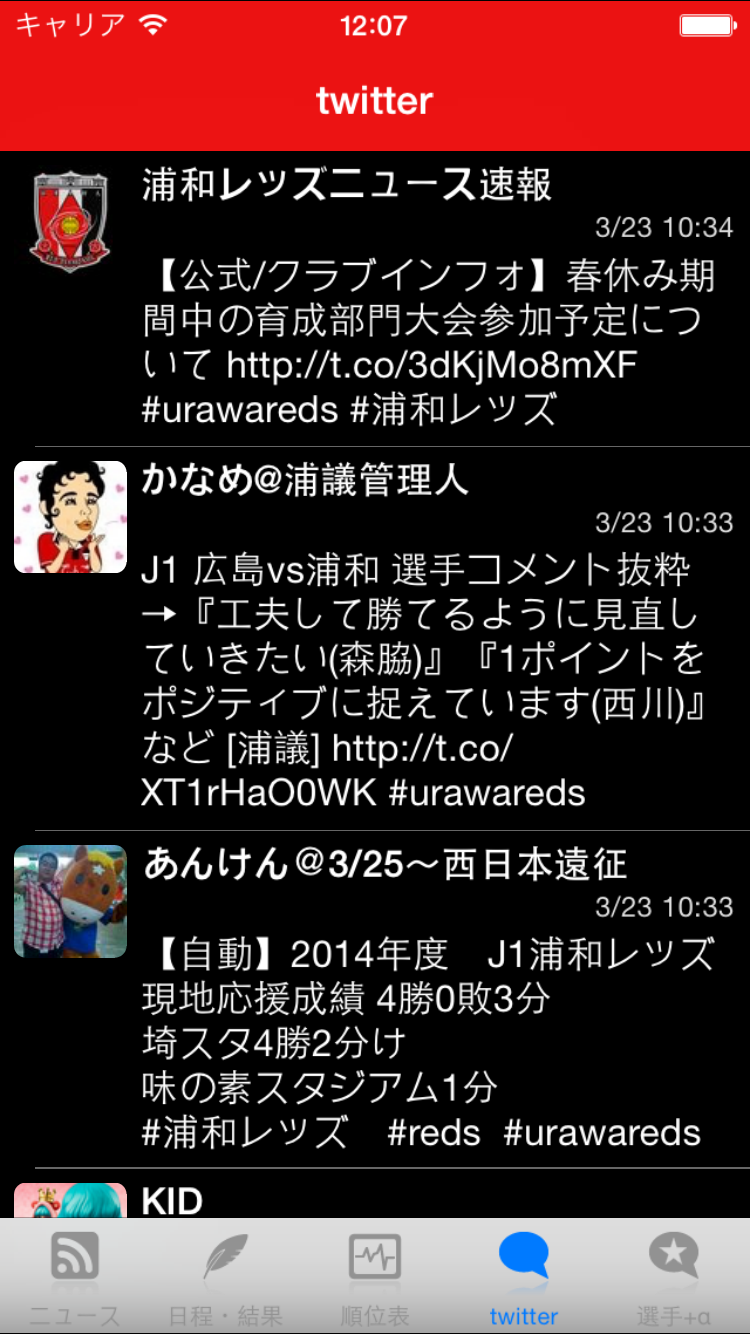 キャリア 12:07
twitter
浦和レッズニュース速報
3/23 10:34
【公式/クラブインフォ】春休み期
間中の育成部門大会参加予定につ
いて http://t.co/3dKjMo8mXF
#urawareds #浦和レッズ
かなめ@浦議管理人
3/23 10:33
J1 広島vs浦和 選手コメント抜粋
→『工夫して勝てるように見直し
ていきたい(森脇)』『1ポイントを
ポジティブに捉えています(西川)』
など [浦議] http://t.co/
XT1rHaO0WK #urawareds
あんけん＠3/25〜西日本遠征
3/23 10:33
【自動】2014年度　J1浦和レッズ
現地応援成績 4勝0敗3分
埼スタ4勝2分け
味の素スタジアム1分
#浦和レッズ　#reds #urawareds
KID
ニュース 日程・結果 順位表 twitter 選手+α